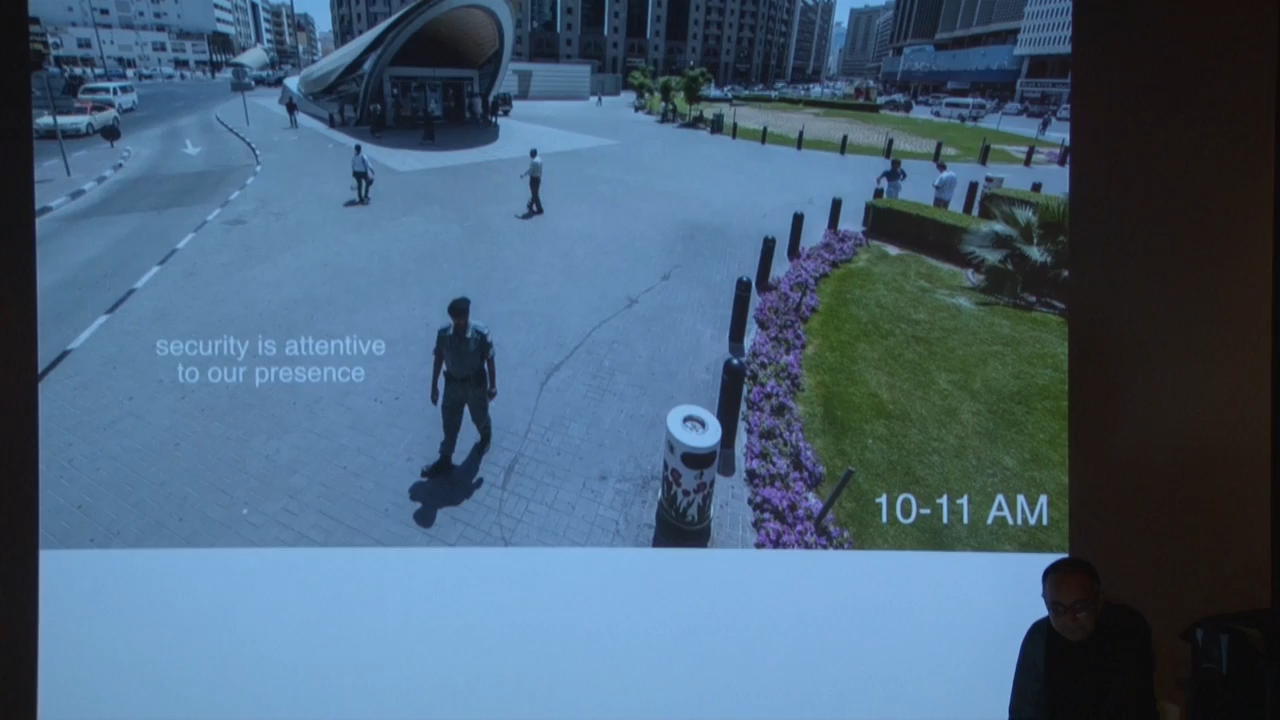 security is attentive
to our presence
10-11 AM